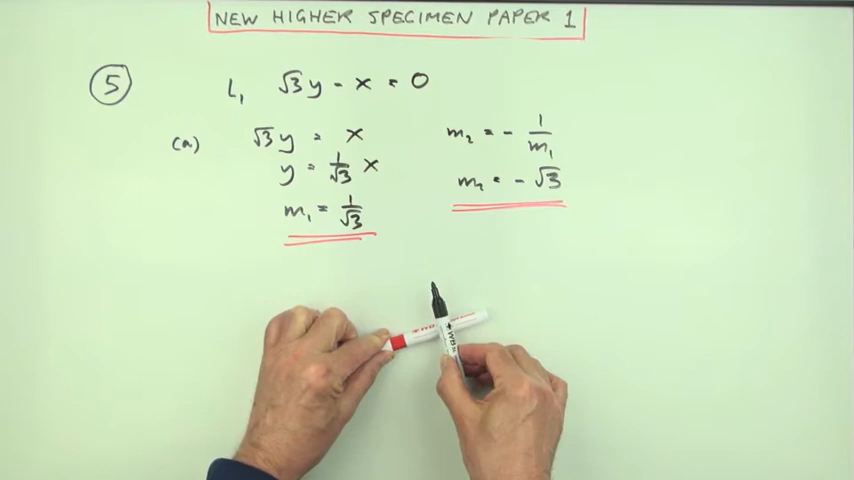 NEW HIGHER SPECIMEN PAPER 1
5
L₁ √3y - x = 0
(a) √3y = x
y = 1/√3 x
m₁ = 1/√3
m₂ = - 1/m₁
m₂ = - √3